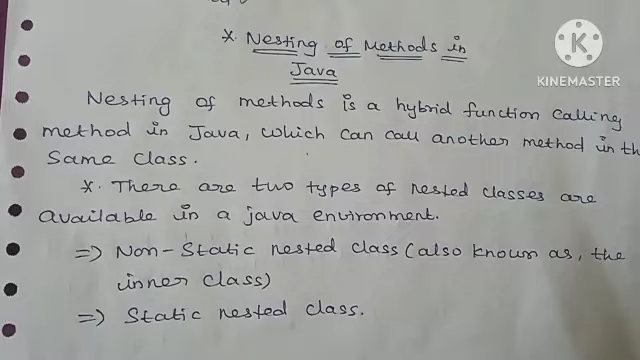 * Nesting of Methods in
Java
Nesting of methods is a hybrid function calling
method in Java, which can call another method in th
Same class.
* There are two types of nested classes are
available in a java environment.
=> Non-Static nested class (also known as, the
inner class)
=> Static nested class.
K
KINEMASTER